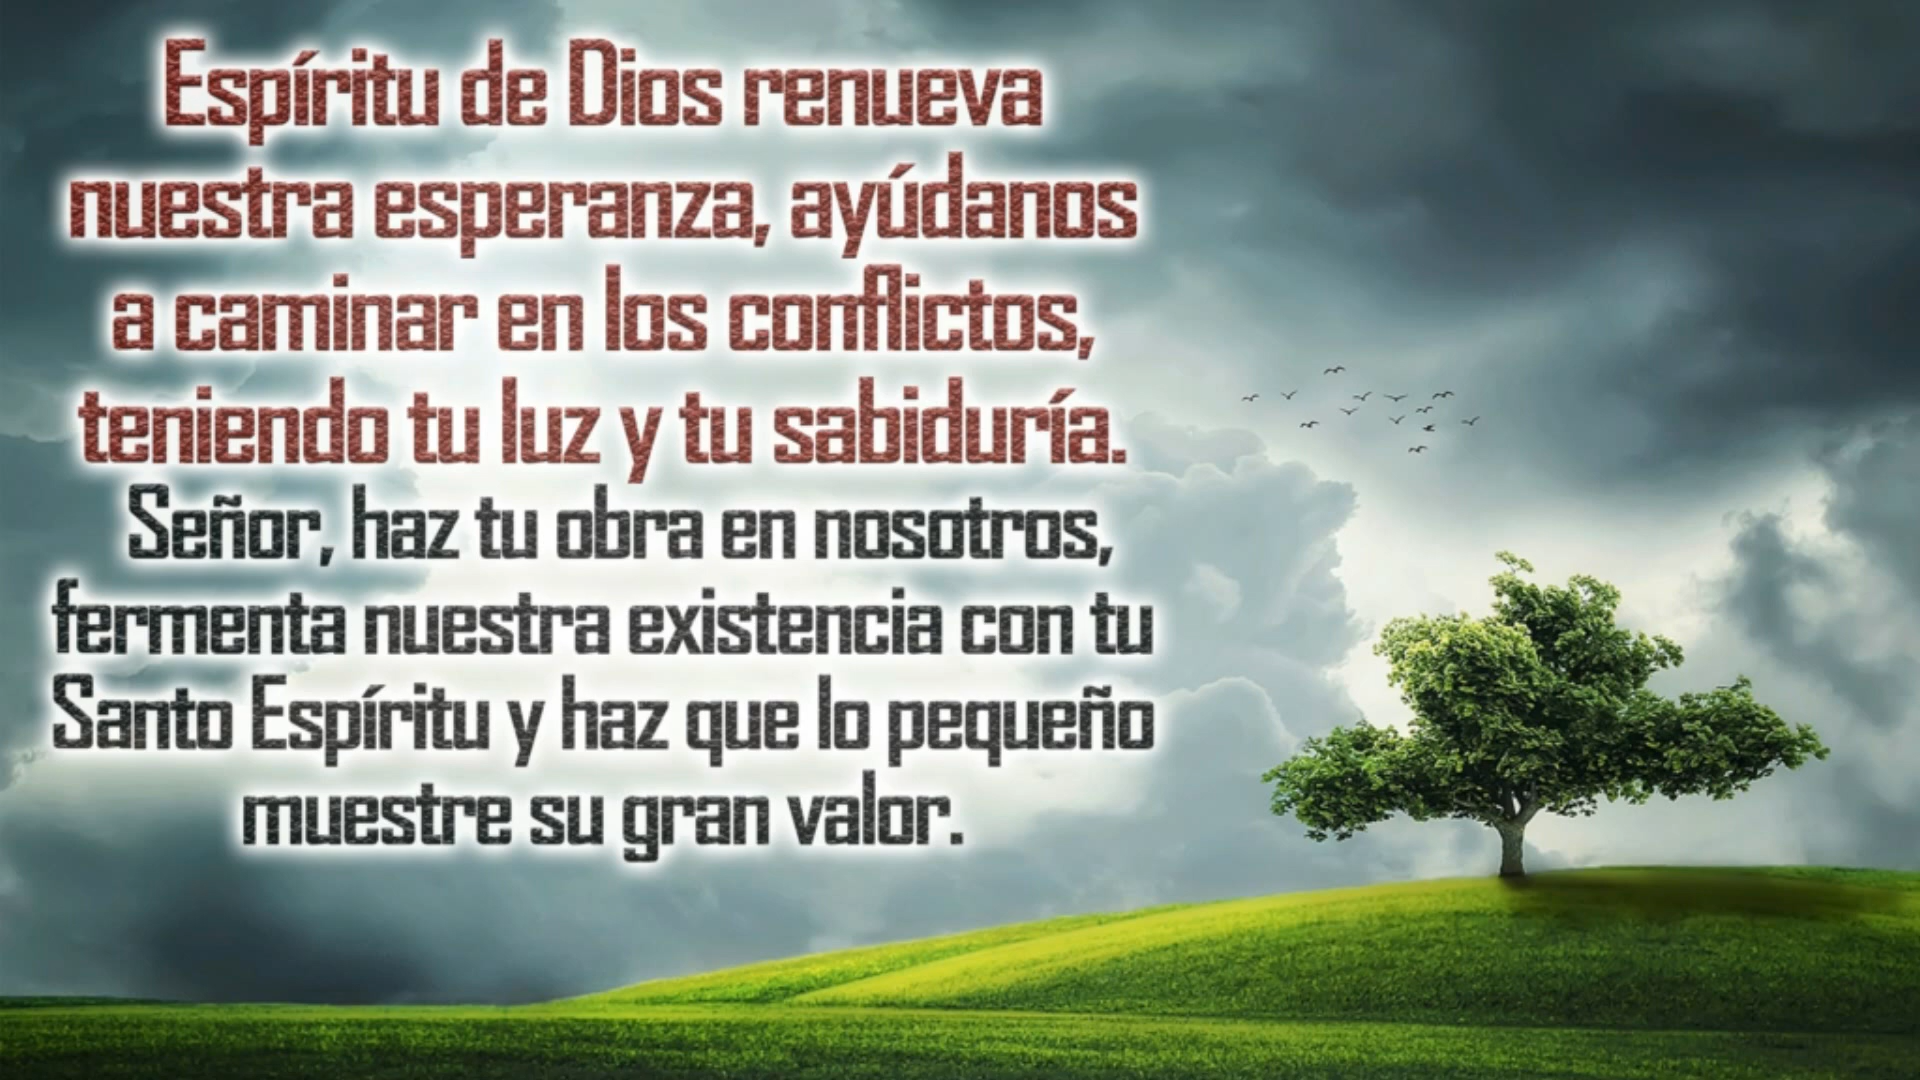 Espíritu de Dios renueva
nuestra esperanza, ayúdanos
a caminar en los conflictos,
teniendo tu luz y tu sabiduría.
Señor, haz tu obra en nosotros,
fermenta nuestra existencia con tu
Santo Espíritu y haz que lo pequeño
muestre su gran valor.